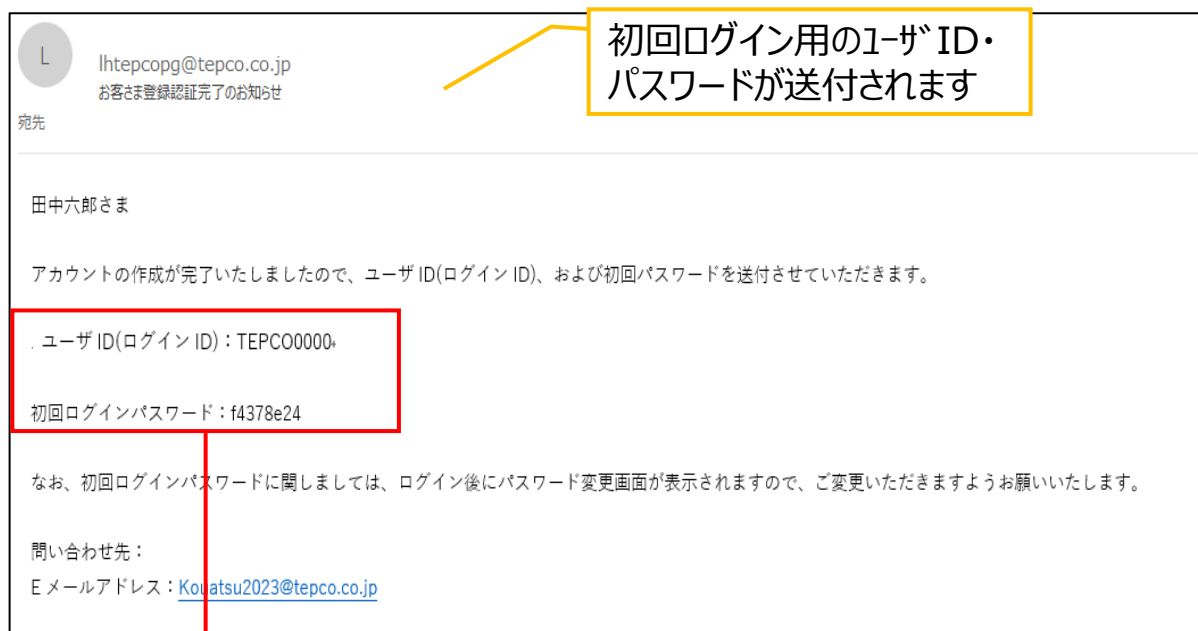 初回ログイン用のﾕｰｻﾞID・
パスワードが送付されます
L
lhtepcopg@tepco.co.jp
お客さま登録認証完了のお知らせ
宛先
田中六郎さま
アカウントの作成が完了いたしましたので、ユーザ ID(ログイン ID)、および初回パスワードを送付させていただきます。
. ユーザ ID(ログイン ID)：TEPCO0000
初回ログインパスワード：f4378e24
なお、初回ログインパスワードに関しましては、ログイン後にパスワード変更画面が表示されますので、ご変更いただきますようお願いいたします。
問い合わせ先：
E メールアドレス：Kouatsu2023@tepco.co.jp